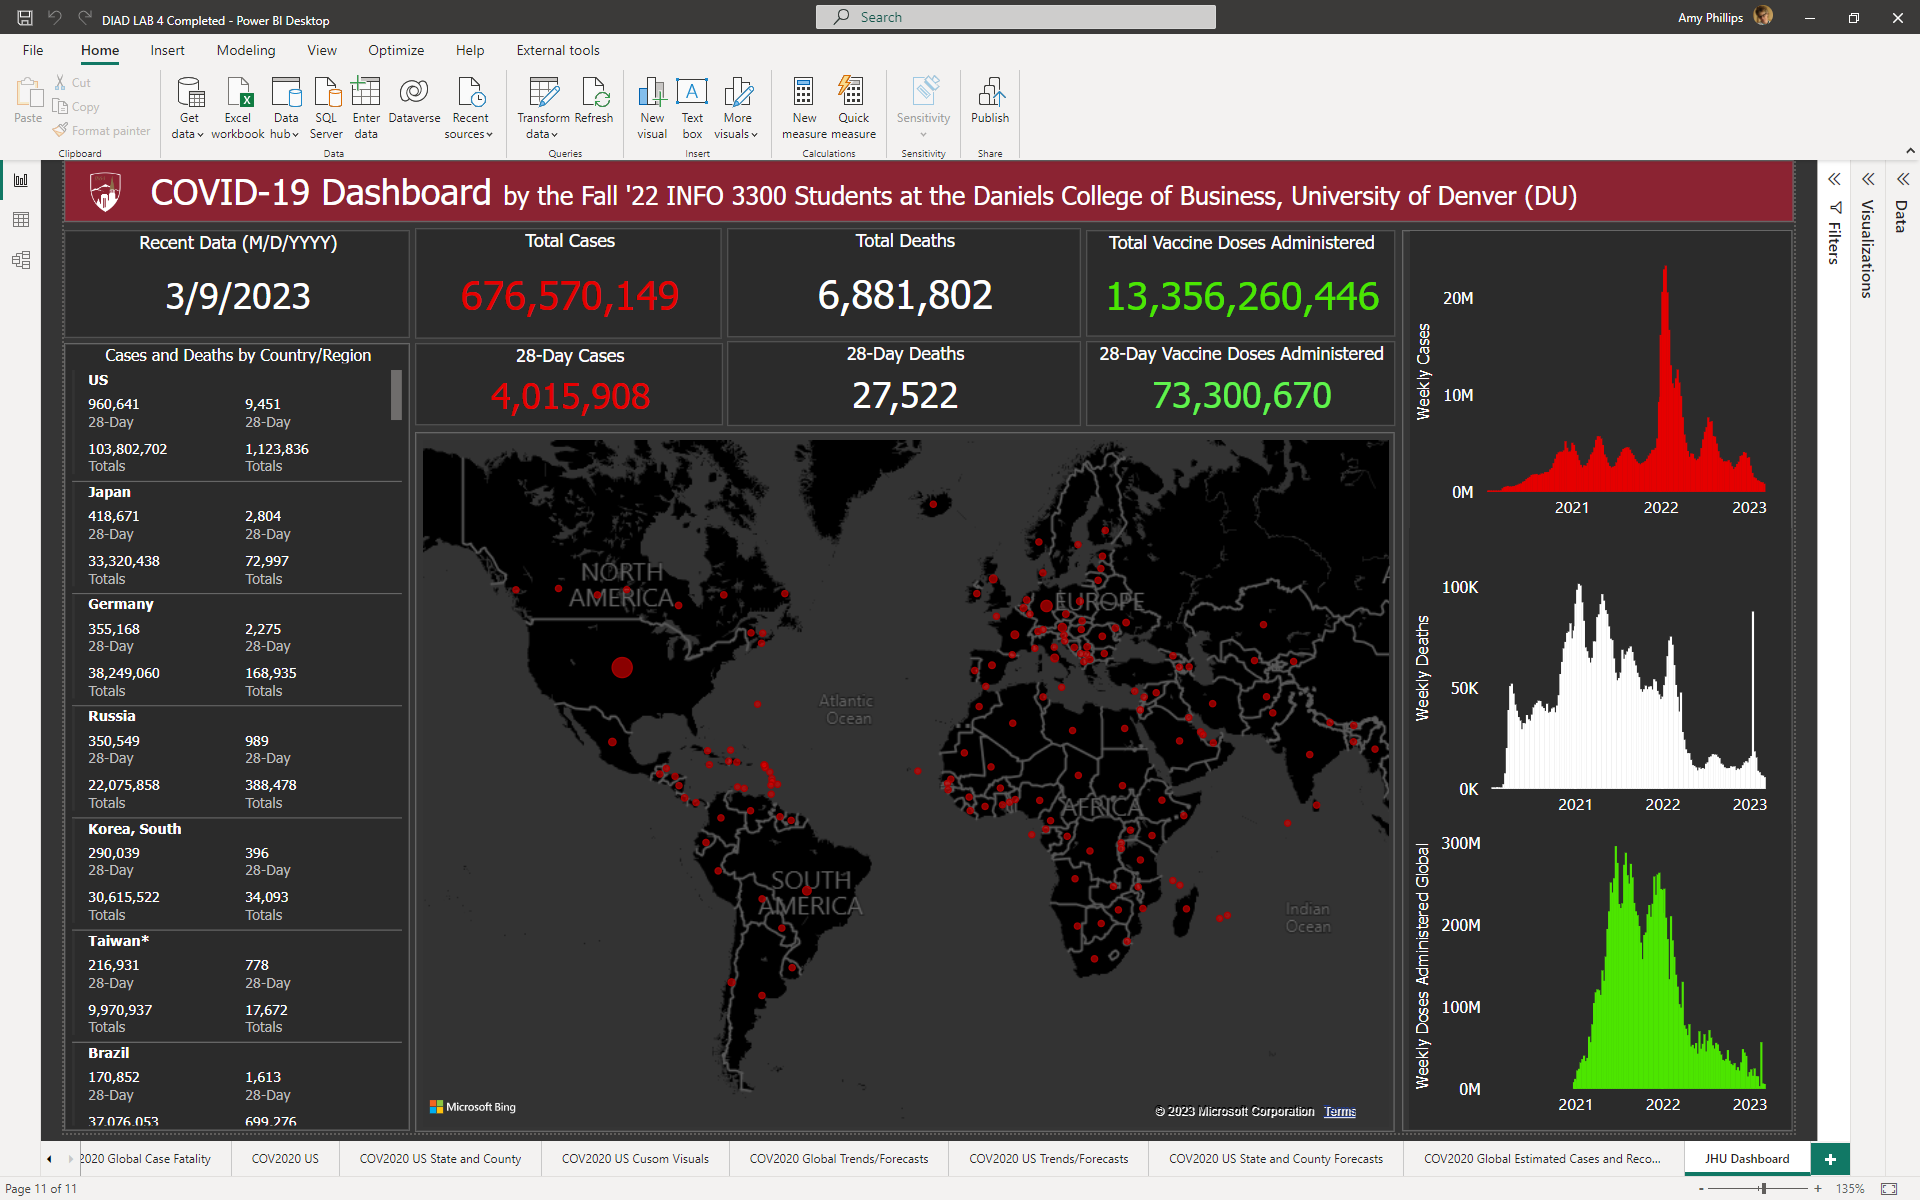 DIAD LAB 4 Completed - Power BI Desktop
Search
Amy Phillips
File Home Insert Modeling View Optimize Help External tools
Paste
Cut
Copy
Format painter
Clipboard
Get data
Excel workbook
Data hub
SQL Server
Enter data
Dataverse
Recent sources
Data
Transform data
Refresh
Queries
New visual
Text box
More visuals
Insert
New measure
Quick measure
Calculations
Sensitivity
Sensitivity
Publish
Share
COVID-19 Dashboard by the Fall '22 INFO 3300 Students at the Daniels College of Business, University of Denver (DU)
Recent Data (M/D/YYYY)
3/9/2023
Total Cases
676,570,149
Total Deaths
6,881,802
Total Vaccine Doses Administered
13,356,260,446
28-Day Cases
4,015,908
28-Day Deaths
27,522
28-Day Vaccine Doses Administered
73,300,670
Cases and Deaths by Country/Region
US
960,641 9,451
28-Day 28-Day
103,802,702 1,123,836
Totals Totals
Japan
418,671 2,804
28-Day 28-Day
33,320,438 72,997
Totals Totals
Germany
355,168 2,275
28-Day 28-Day
38,249,060 168,935
Totals Totals
Russia
350,549 989
28-Day 28-Day
22,075,858 388,478
Totals Totals
Korea, South
290,039 396
28-Day 28-Day
30,615,522 34,093
Totals Totals
Taiwan*
216,931 778
28-Day 28-Day
9,970,937 17,672
Totals Totals
Brazil
170,852 1,613
28-Day 28-Day
37,076,053 699,276
NORTH
AMERICA
EUROPE
Atlantic
Ocean
AFRICA
SOUTH
AMERICA
Indian
Ocean
Microsoft Bing
© 2023 Microsoft Corporation Terms
Weekly Cases
20M
10M
0M
2021 2022 2023
Weekly Deaths
100K
50K
0K
2021 2022 2023
Weekly Doses Administered Global
300M
200M
100M
0M
2021 2022 2023
Filters
Visualizations
Data
2020 Global Case Fatality
COV2020 US
COV2020 US State and County
COV2020 US Cusom Visuals
COV2020 Global Trends/Forecasts
COV2020 US Trends/Forecasts
COV2020 US State and County Forecasts
COV2020 Global Estimated Cases and Reco...
JHU Dashboard
+
Page 11 of 11
- + 135%